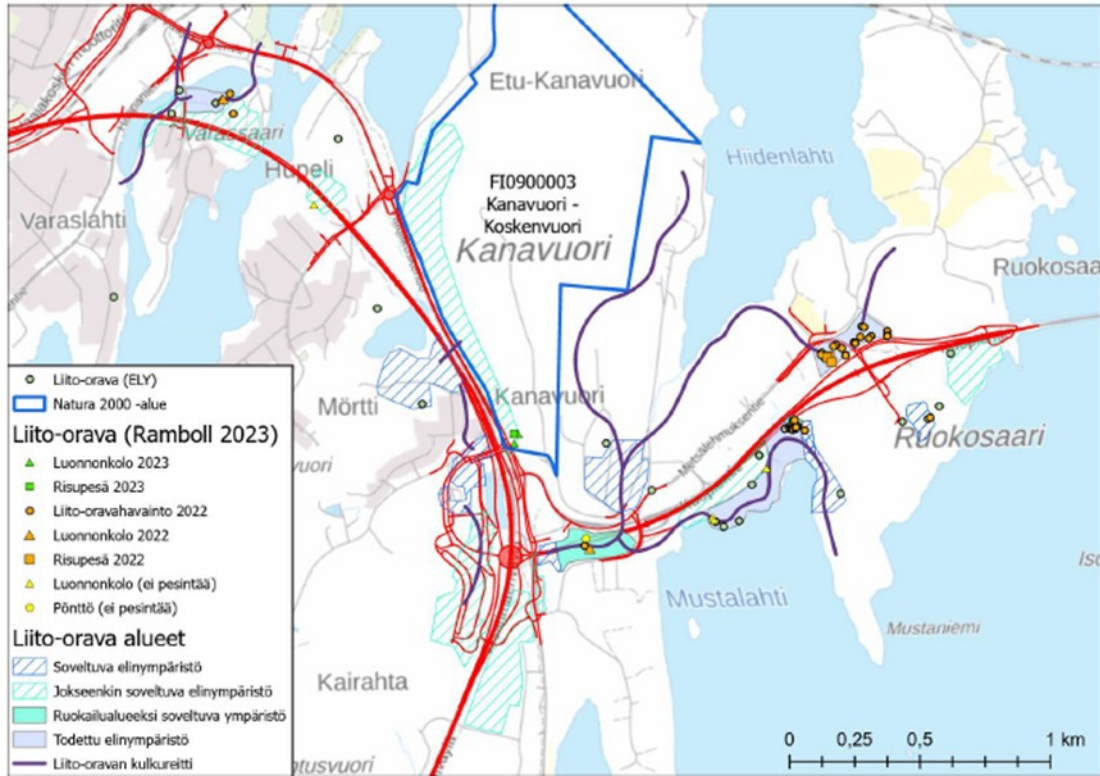 Etu-Kanavuori
Hiidenlahti
Varassaari
Hupeli
FI0900003
Kanavuori -
Koskenvuori
Kanavuori
Varaslahti
Ruokosaa
Kanavuori
Mörtti
Metsälehmuksentie
Ruokosaari
Mustalahti
Mustaniemi
Kairahta
Liito-orava (ELY)
Natura 2000 -alue
Liito-orava (Ramboll 2023)
Luonnonkolo 2023
Risupesä 2023
Liito-oravahavainto 2022
Luonnonkolo 2022
Risupesä 2022
Luonnonkolo (ei pesintää)
Pönttö (ei pesintää)
Liito-orava alueet
Soveltuva elinympäristö
Jokseenkin soveltuva elinympäristö
Ruokailualueeksi soveltuva ympäristö
Todettu elinympäristö
Liito-oravan kulkureitti
0 0,25 0,5 1 km